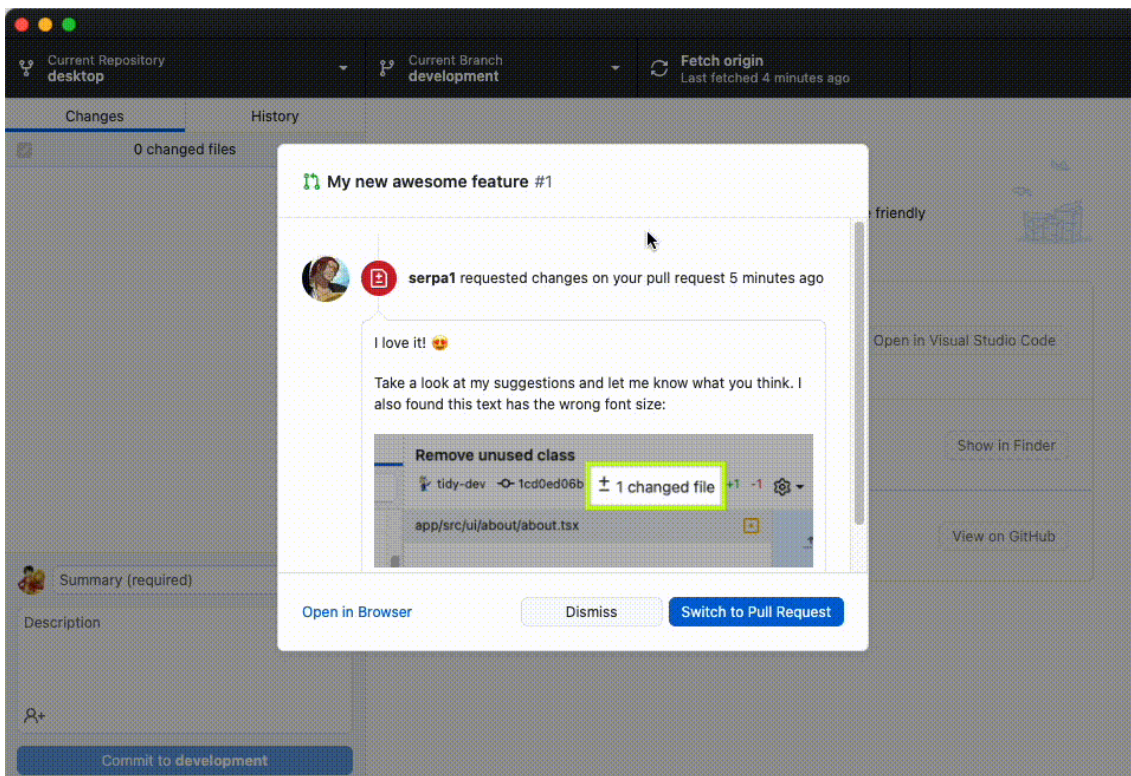 Current Repository
desktop
Current Branch
development
Fetch origin
Last fetched 4 minutes ago
Changes
History
0 changed files
My new awesome feature #1
friendly
serpa1 requested changes on your pull request 5 minutes ago
I love it! 😍
Take a look at my suggestions and let me know what you think. I
also found this text has the wrong font size:
Remove unused class
tidy-dev 1cd0ed06b ± 1 changed file +1 -1
app/src/ui/about/about.tsx
Open in Visual Studio Code
Show in Finder
View on GitHub
Open in Browser
Dismiss
Switch to Pull Request
Summary (required)
Description
Commit to development